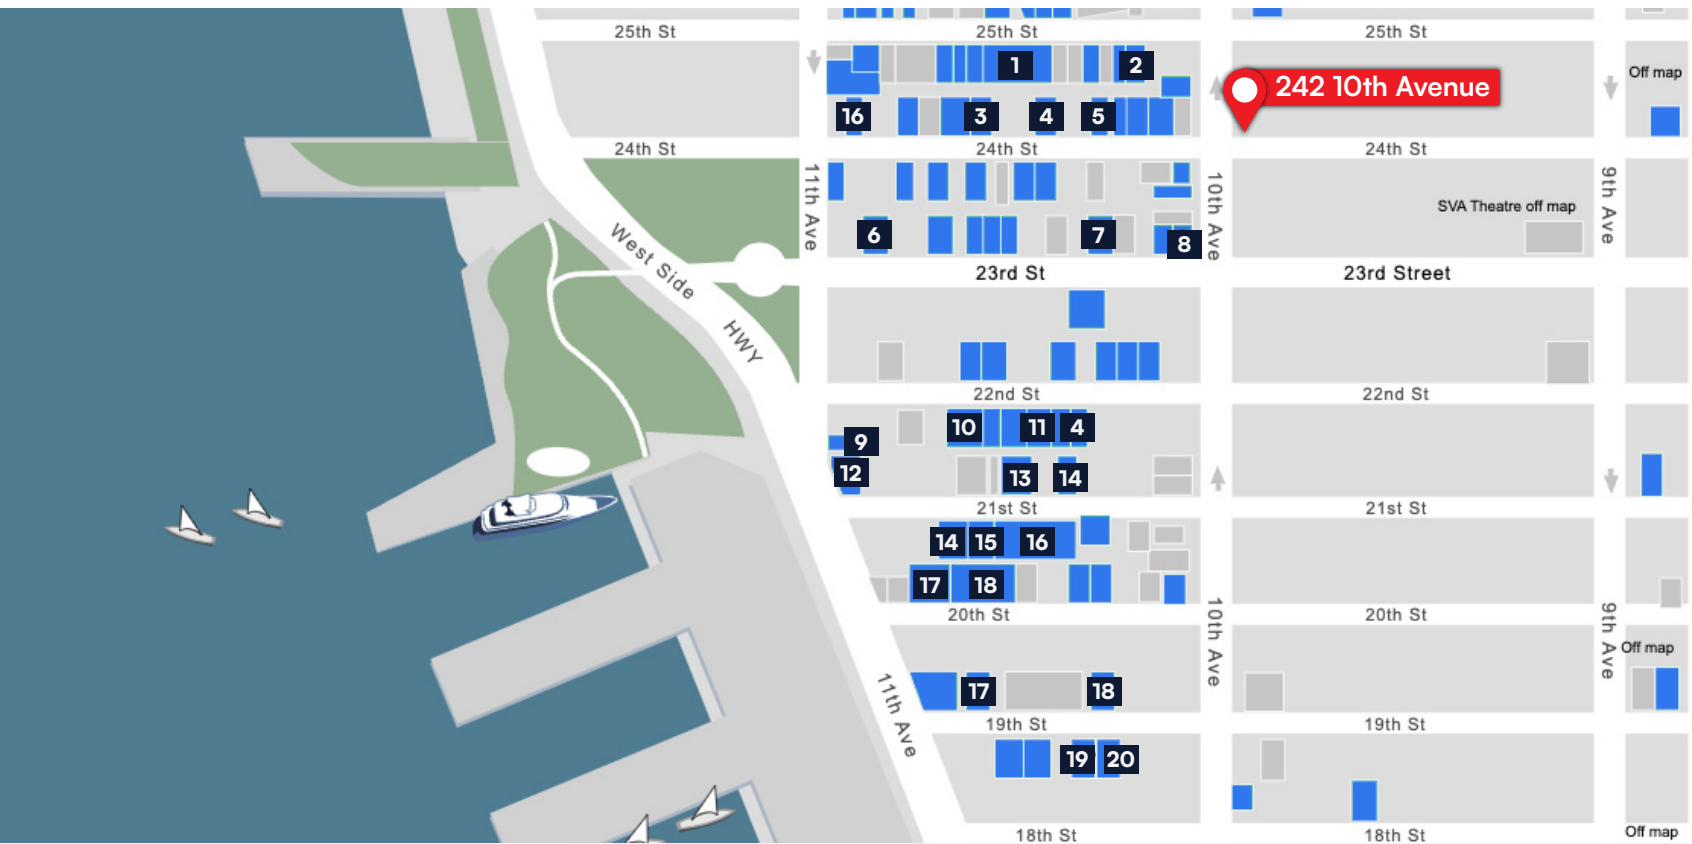 25th St
25th St
25th St
1
2
Off map
242 10th Avenue
16
3
4
5
24th St
24th St
24th St
11th Ave
10th Ave
9th Ave
SVA Theatre off map
6
7
8
West Side
HWY
23rd St
23rd Street
22nd St
22nd St
10
11
4
9
12
13
14
21st St
21st St
14
15
16
17
18
20th St
20th St
10th Ave
9th Ave
Off map
11th Ave
17
18
19th St
19th St
19
20
18th St
18th St
Off map